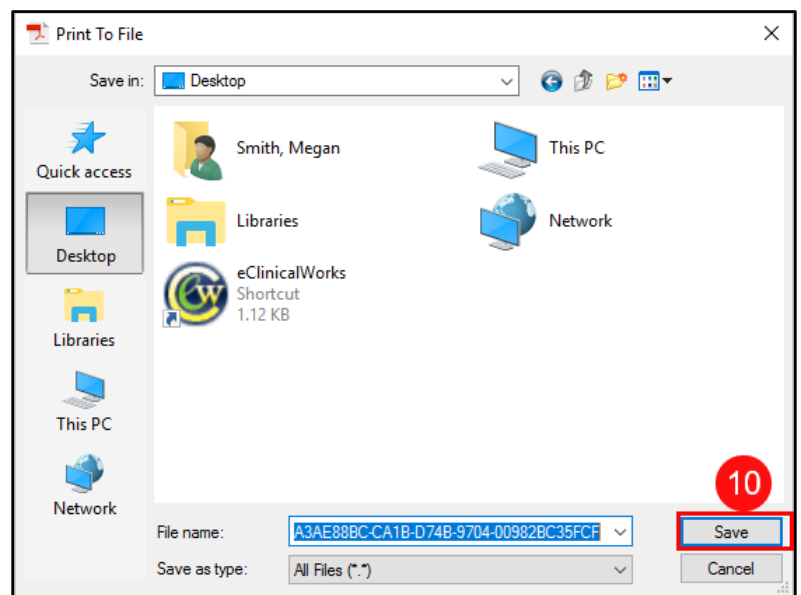 Print To File
Save in:
Desktop
Quick access
Desktop
Libraries
This PC
Network
Smith, Megan
This PC
Libraries
Network
eClinicalWorks
Shortcut
1.12 KB
10
File name:
A3AE88BC-CA1B-D74B-9704-00982BC35FCF
Save
Save as type:
All Files (*.*)
Cancel